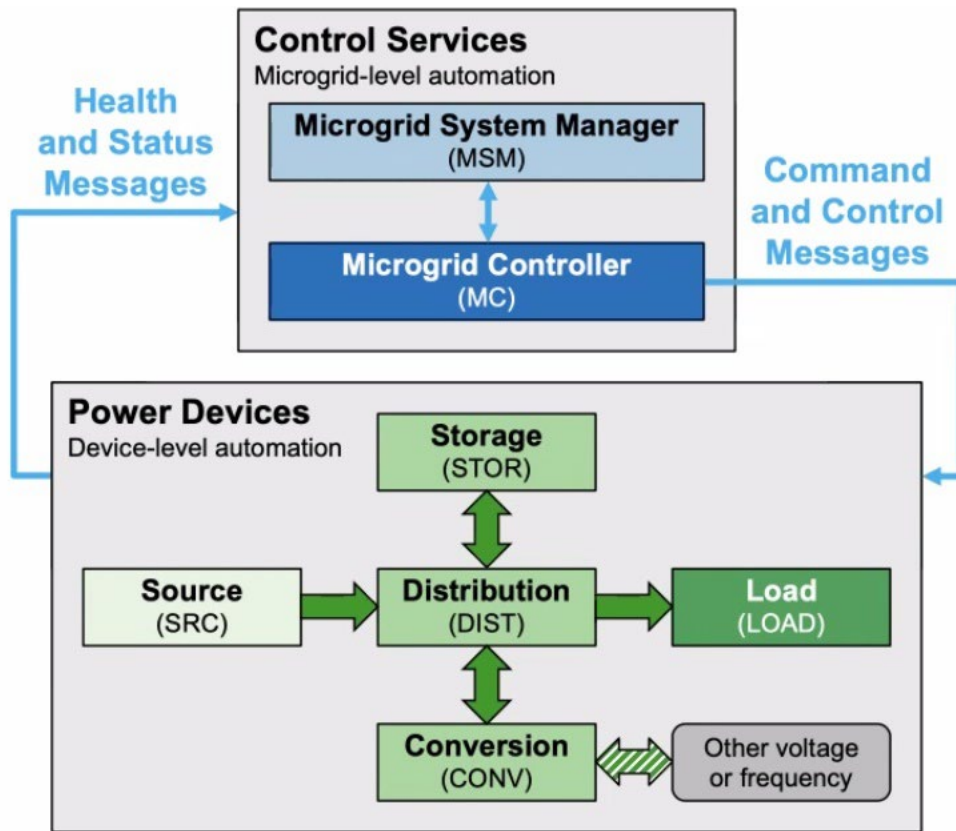 Control Services
Microgrid-level automation
Health
and Status
Messages
Microgrid System Manager
(MSM)
Command
and Control
Messages
Microgrid Controller
(MC)
Power Devices
Device-level automation
Storage
(STOR)
Source
(SRC)
Distribution
(DIST)
Load
(LOAD)
Conversion
(CONV)
Other voltage
or frequency